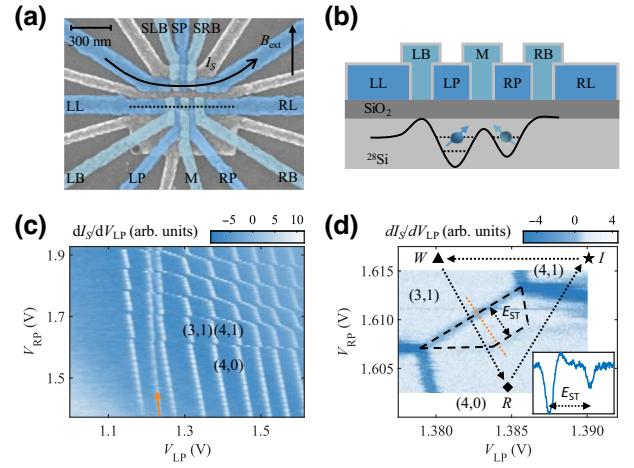 (a)
300 nm
SLB SP SRB
I_S
B_ext
LL
RL
LB
LP
M
RP
RB
(b)
LB
M
RB
LL
LP
RP
RL
SiO₂
²⁸Si
(c)
dI_S/dV_LP (arb. units)
−5 0 5 10
V_RP (V)
1.9
1.7
1.5
(3,1)
(4,1)
(4,0)
1.1 1.3 1.5
V_LP (V)
(d)
dI_S/dV_LP (arb. units)
−4 0 4
V_RP (V)
1.615
1.610
1.605
W
I
(4,1)
(3,1)
E_ST
(4,0)
R
E_ST
1.380 1.385 1.390
V_LP (V)